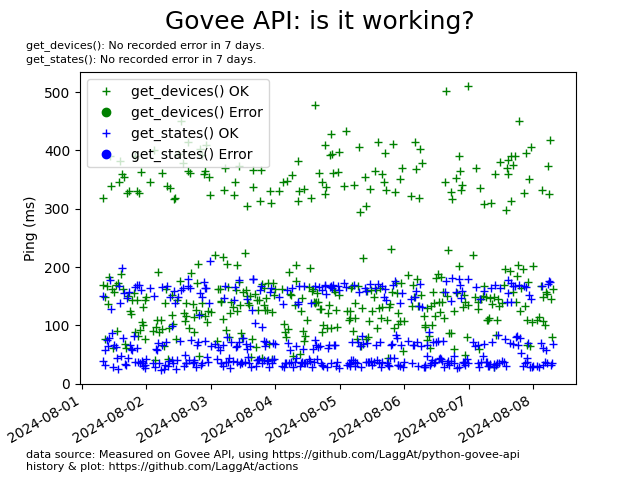 Govee API: is it working?
get_devices(): No recorded error in 7 days.
get_states(): No recorded error in 7 days.
get_devices() OK
get_devices() Error
get_states() OK
get_states() Error
Ping (ms)
500
400
300
200
100
0
2024-08-01
2024-08-02
2024-08-03
2024-08-04
2024-08-05
2024-08-06
2024-08-07
2024-08-08
data source: Measured on Govee API, using https://github.com/LaggAt/python-govee-api
history & plot: https://github.com/LaggAt/actions